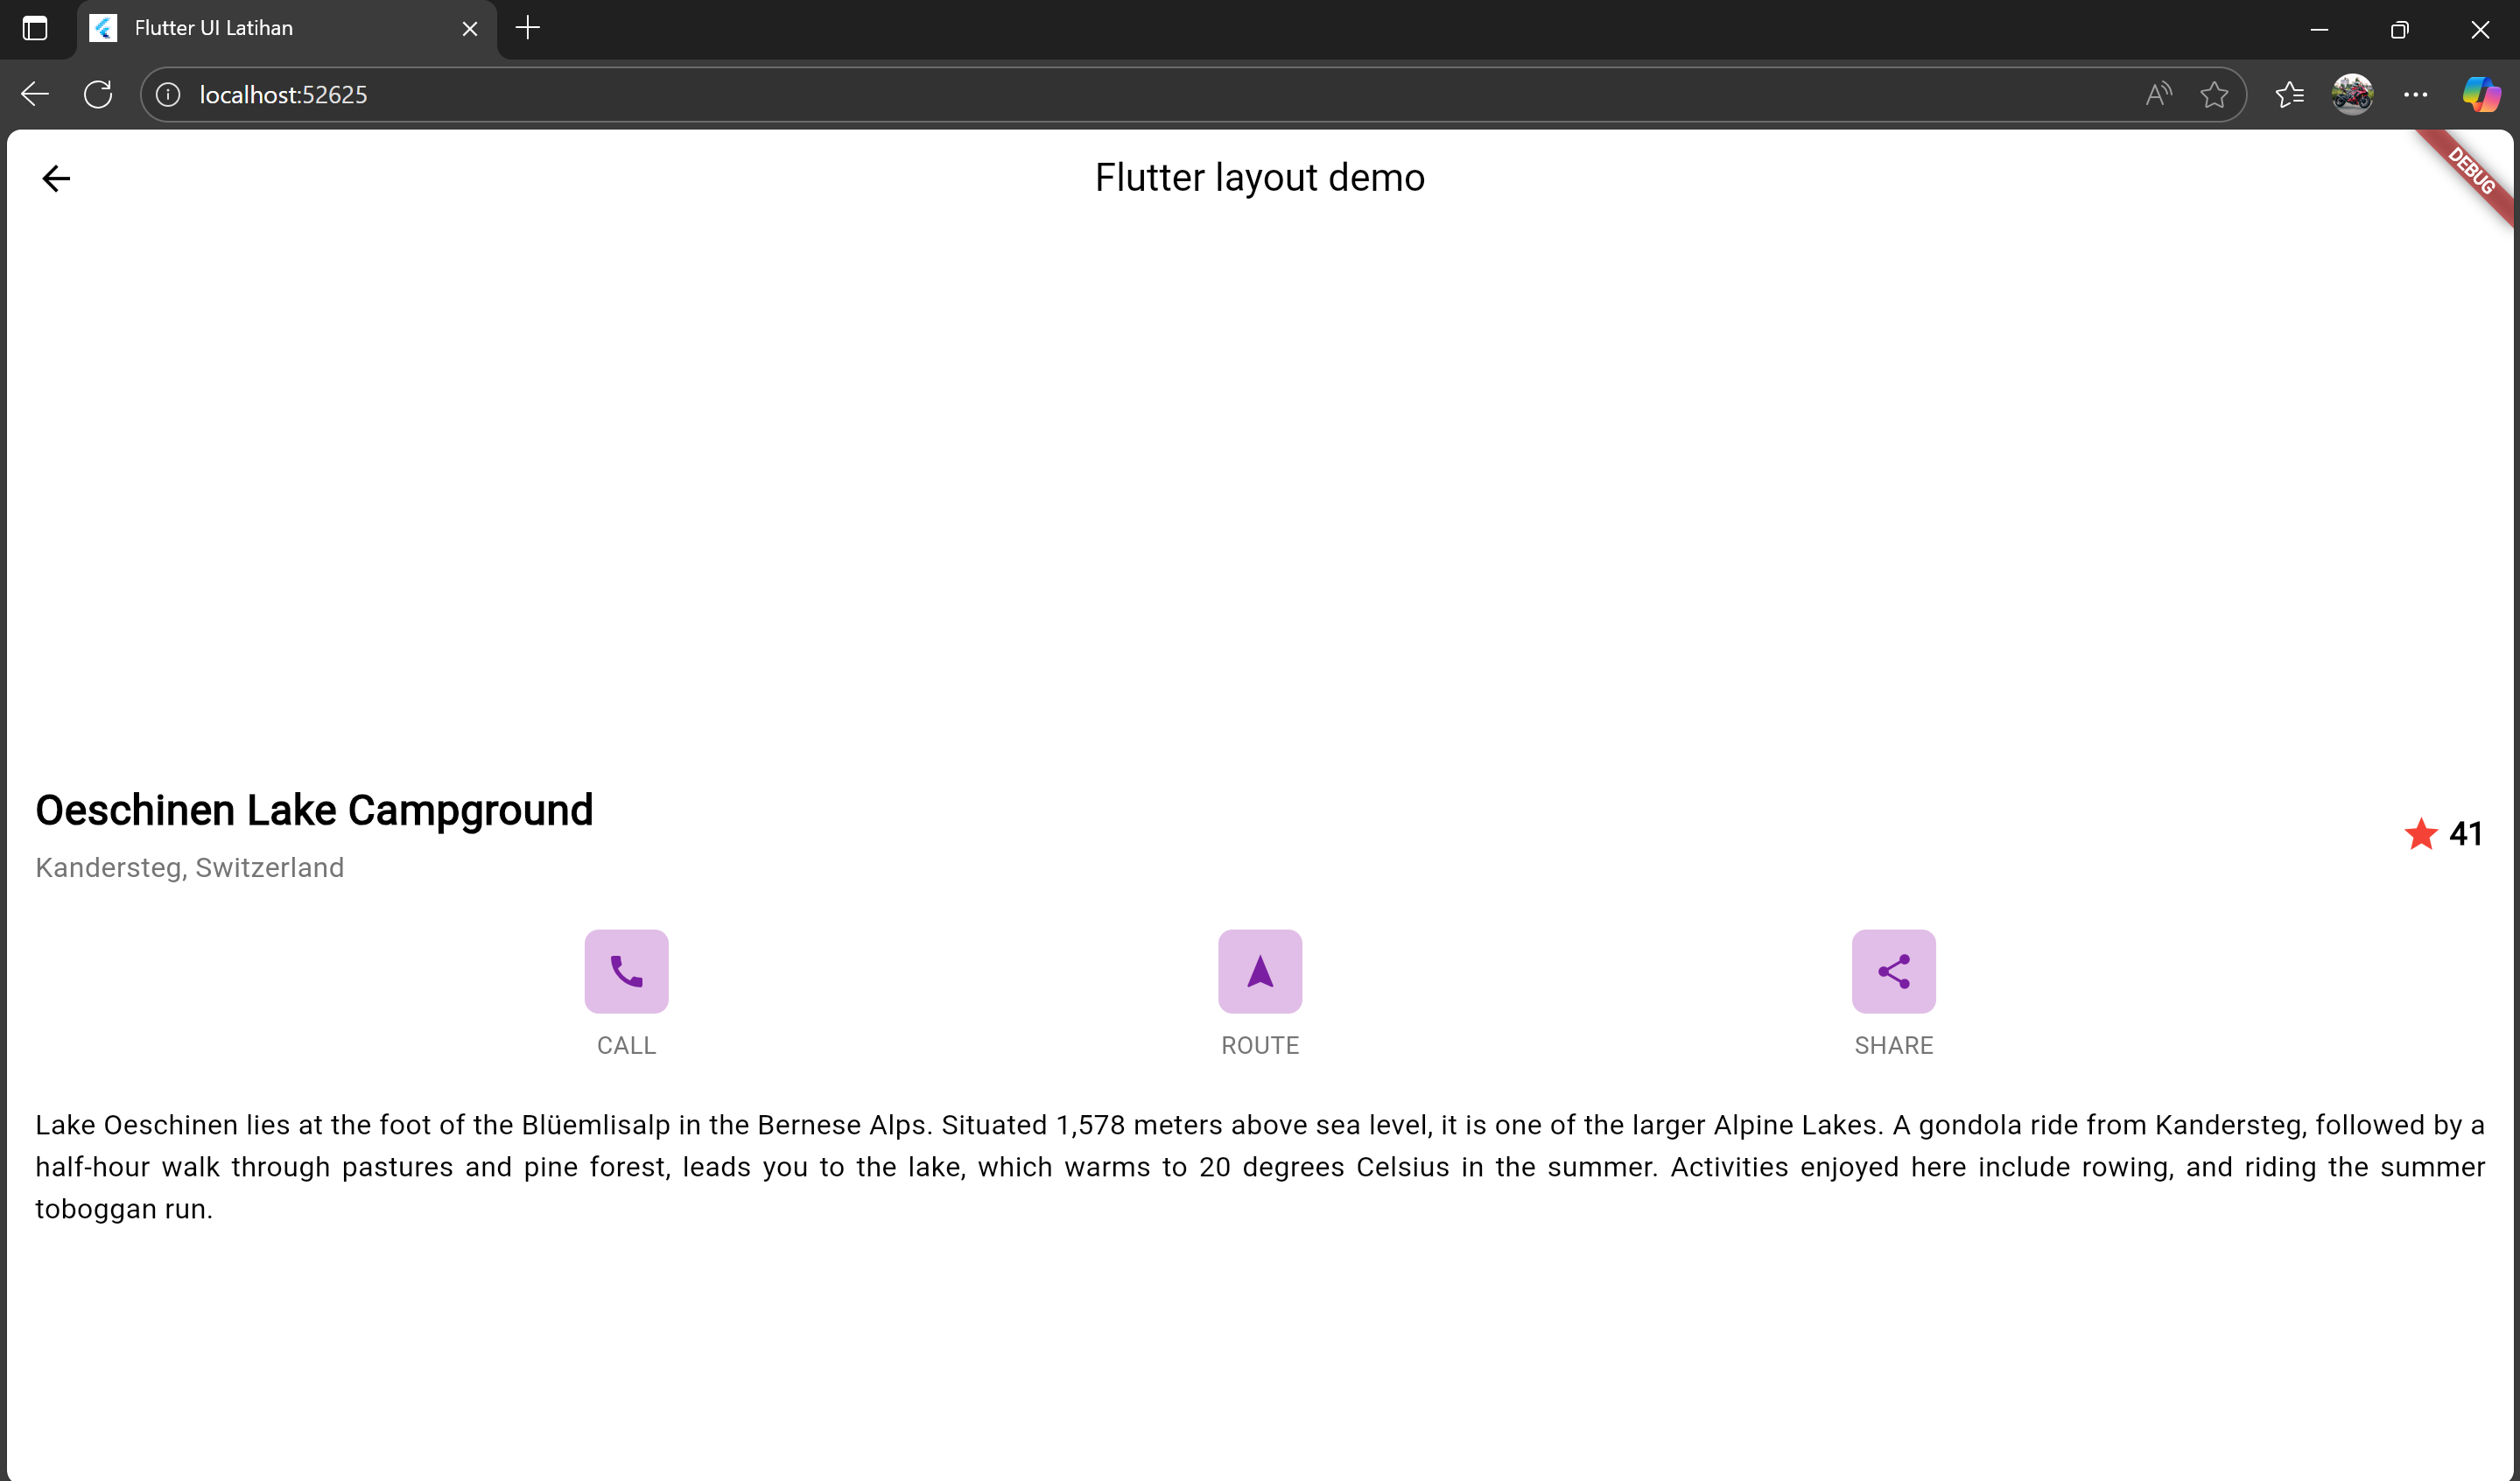 Flutter UI Latihan
localhost:52625
Flutter layout demo
DEBUG
Oeschinen Lake Campground
41
Kandersteg, Switzerland
CALL
ROUTE
SHARE
Lake Oeschinen lies at the foot of the Blüemlisalp in the Bernese Alps. Situated 1,578 meters above sea level, it is one of the larger Alpine Lakes. A gondola ride from Kandersteg, followed by a
half-hour walk through pastures and pine forest, leads you to the lake, which warms to 20 degrees Celsius in the summer. Activities enjoyed here include rowing, and riding the summer
toboggan run.